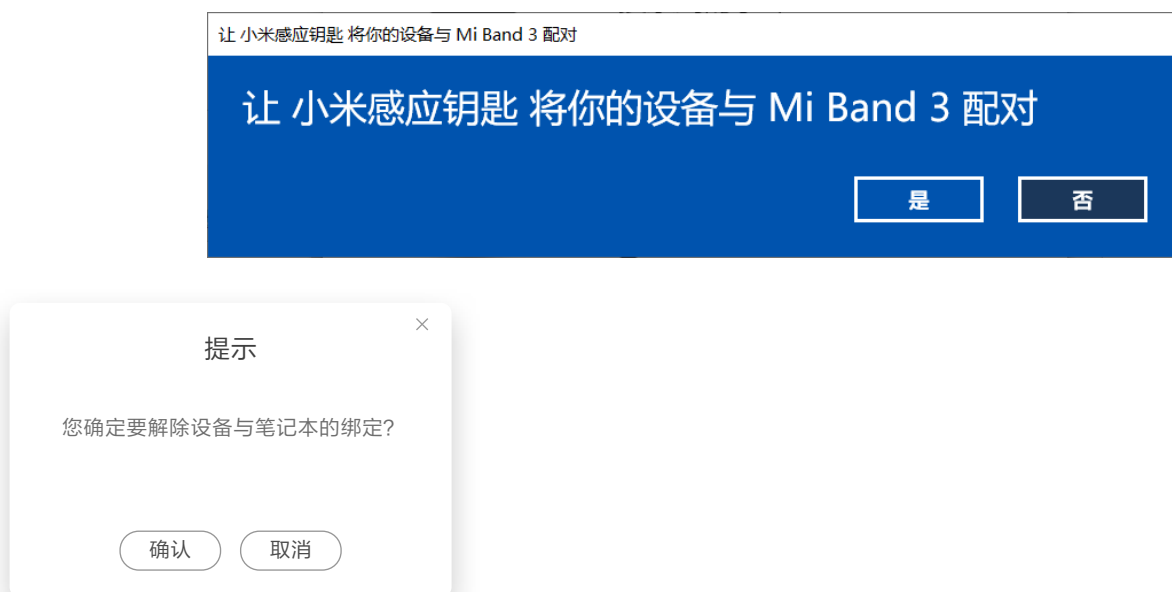 让 小米感应钥匙 将你的设备与 Mi Band 3 配对
让 小米感应钥匙 将你的设备与 Mi Band 3 配对
是 否
提示
您确定要解除设备与笔记本的绑定?
确认 取消